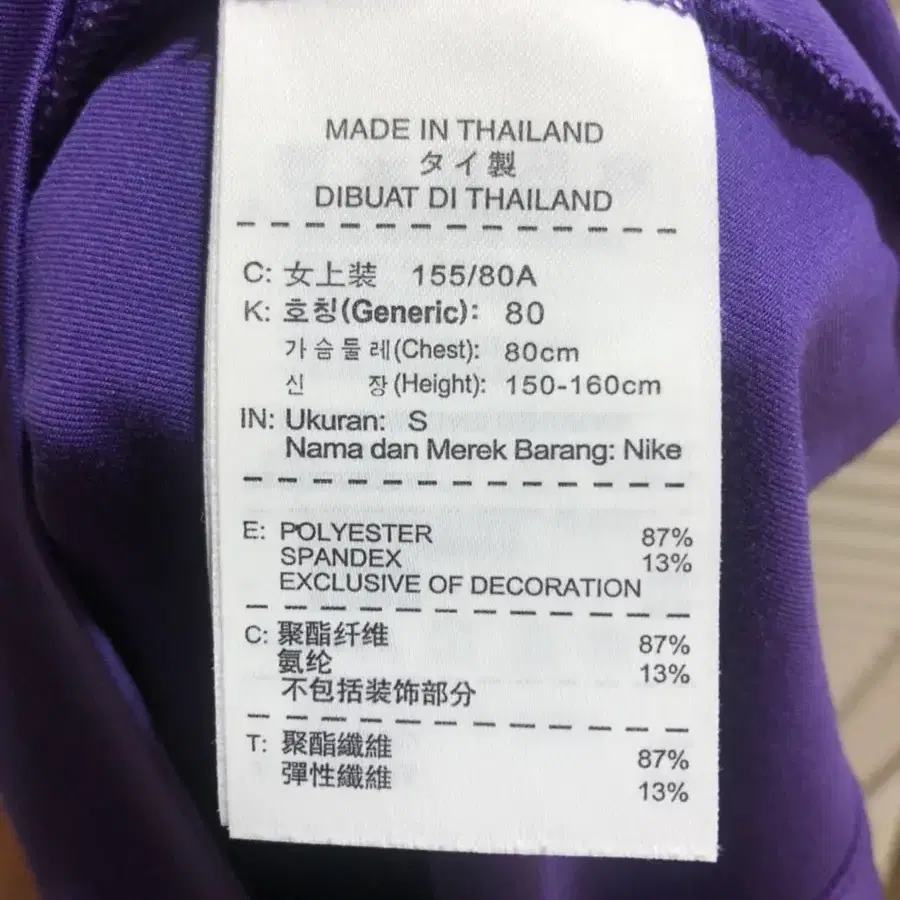 MADE IN THAILAND
タイ製
DIBUAT DI THAILAND
C: 女上装 155/80A
K: 호칭(Generic): 80
가슴둘레(Chest): 80cm
신 장(Height): 150-160cm
IN: Ukuran: S
Nama dan Merek Barang: Nike
E: POLYESTER 87%
SPANDEX 13%
EXCLUSIVE OF DECORATION
C: 聚酯纤维 87%
氨纶 13%
不包括装饰部分
T: 聚酯纖維 87%
彈性纖維 13%